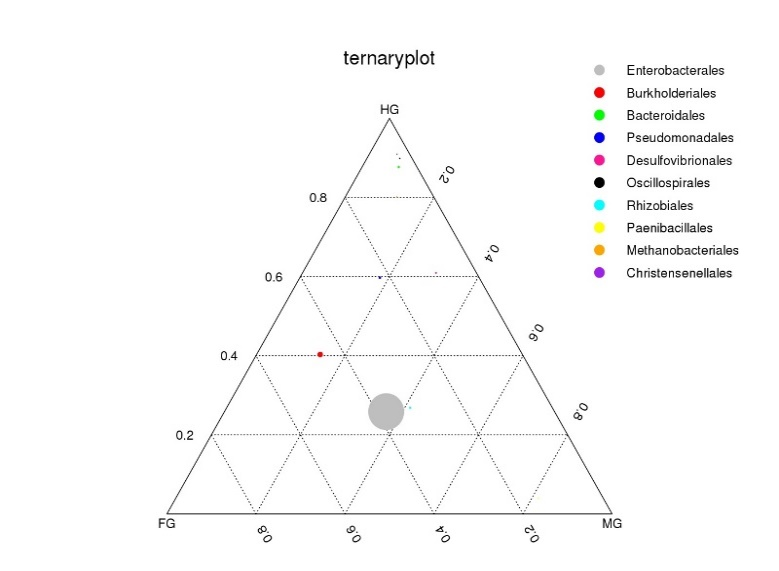 ternaryplot
Enterobacterales
Burkholderiales
Bacteroidales
Pseudomonadales
Desulfovibrionales
Oscillospirales
Rhizobiales
Paenibacillales
Methanobacteriales
Christensenellales
HG
0.2
0.8
0.4
0.6
0.6
0.4
0.8
0.2
FG
MG
0.8
0.6
0.4
0.2